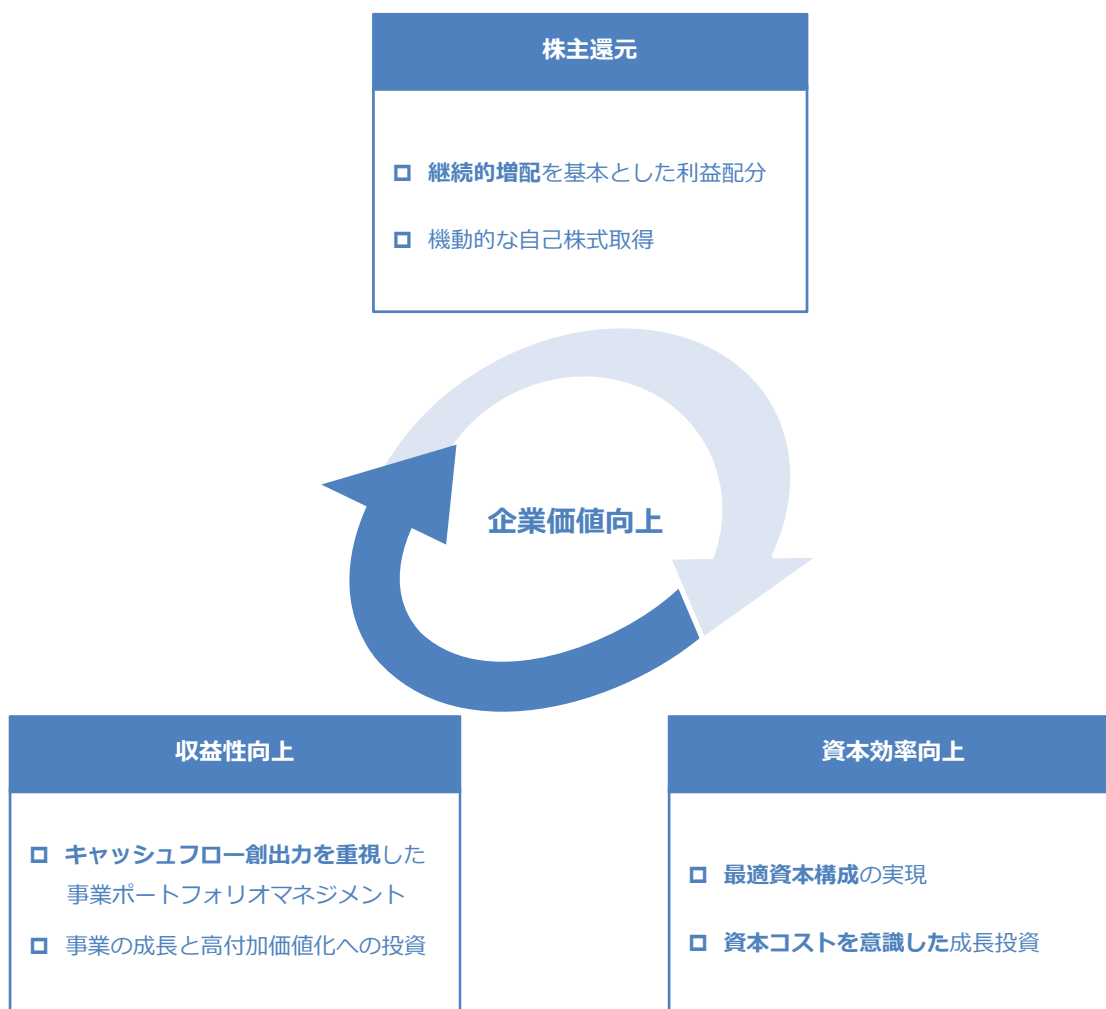 株主還元
継続的増配を基本とした利益配分
機動的な自己株式取得
企業価値向上
収益性向上
キャッシュフロー創出力を重視した
事業ポートフォリオマネジメント
事業の成長と高付加価値化への投資
資本効率向上
最適資本構成の実現
資本コストを意識した成長投資